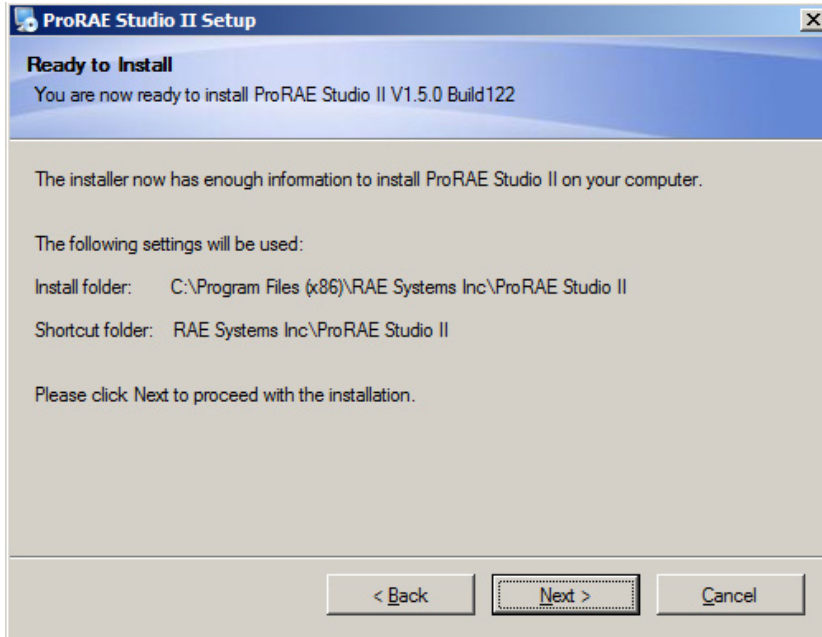 ProRAE Studio II Setup
Ready to Install
You are now ready to install ProRAE Studio II V1.5.0 Build122
The installer now has enough information to install ProRAE Studio II on your computer.
The following settings will be used:
Install folder: C:\Program Files (x86)\RAE Systems Inc\ProRAE Studio II
Shortcut folder: RAE Systems Inc\ProRAE Studio II
Please click Next to proceed with the installation.
< Back Next > Cancel